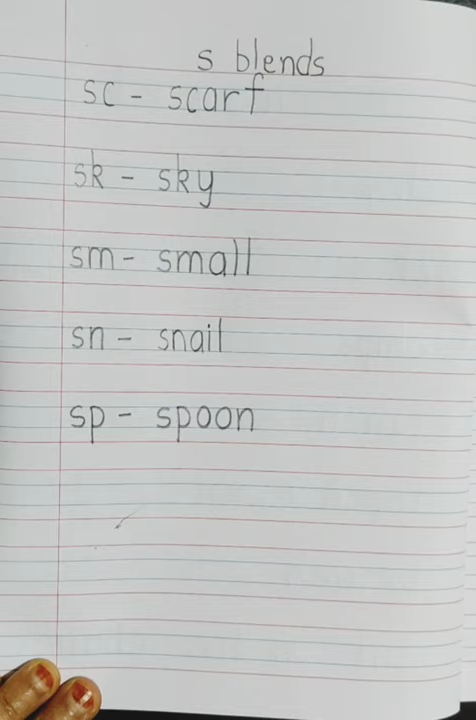 s blends
sc - scarf
sk - sky
sm - small
sn - snail
sp - spoon